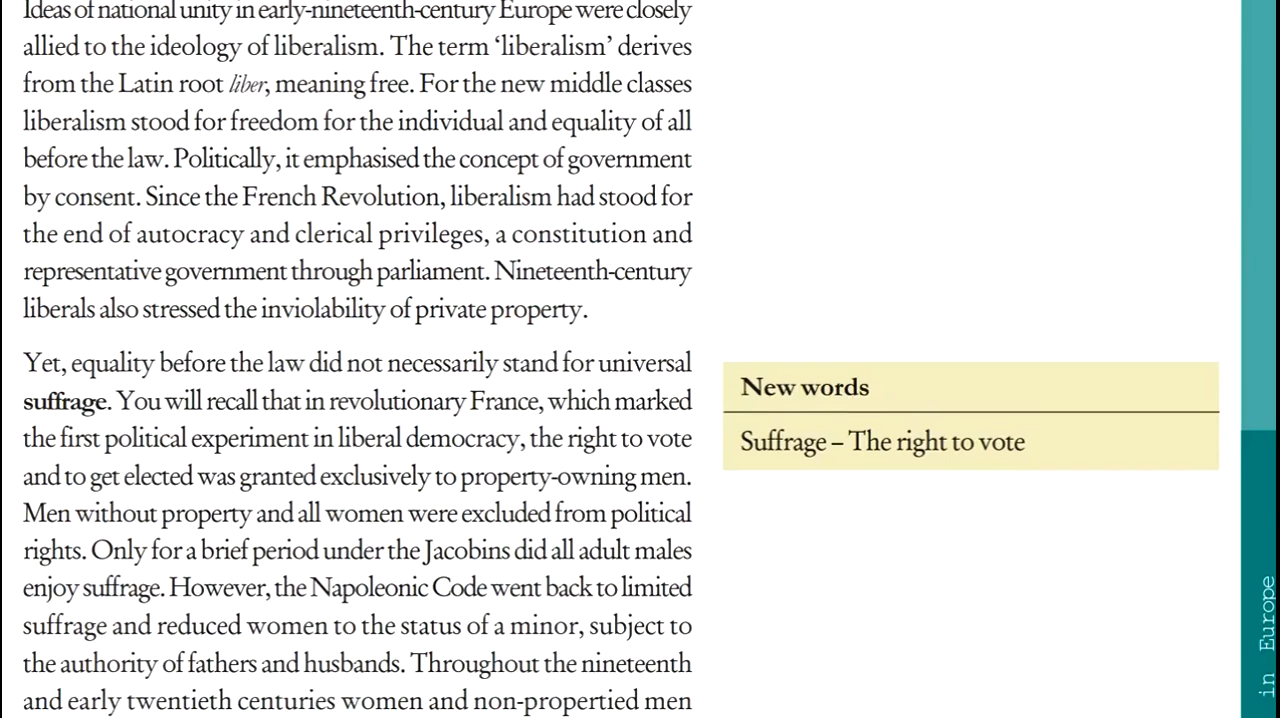 Ideas of national unity in early-nineteenth-century Europe were closely
allied to the ideology of liberalism. The term ‘liberalism’ derives
from the Latin root liber, meaning free. For the new middle classes
liberalism stood for freedom for the individual and equality of all
before the law. Politically, it emphasised the concept of government
by consent. Since the French Revolution, liberalism had stood for
the end of autocracy and clerical privileges, a constitution and
representative government through parliament. Nineteenth-century
liberals also stressed the inviolability of private property.
Yet, equality before the law did not necessarily stand for universal
suffrage. You will recall that in revolutionary France, which marked
the first political experiment in liberal democracy, the right to vote
and to get elected was granted exclusively to property-owning men.
Men without property and all women were excluded from political
rights. Only for a brief period under the Jacobins did all adult males
enjoy suffrage. However, the Napoleonic Code went back to limited
suffrage and reduced women to the status of a minor, subject to
the authority of fathers and husbands. Throughout the nineteenth
and early twentieth centuries women and non-propertied men
New words
Suffrage – The right to vote
in Europe